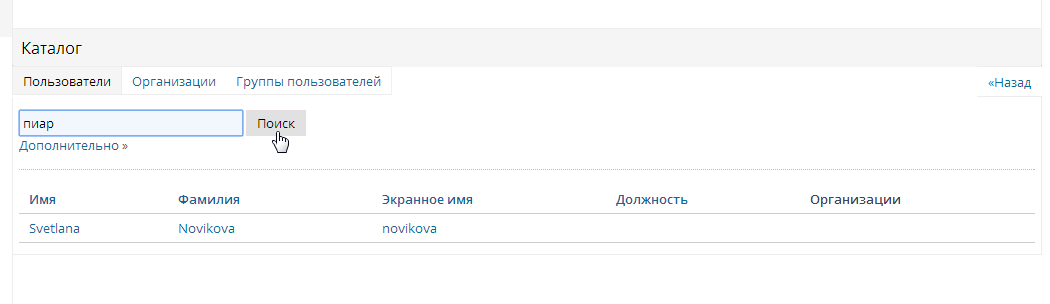 Каталог
Пользователи Организации Группы пользователей «Назад
пиар Поиск
Дополнительно »
Имя Фамилия Экранное имя Должность Организации
Svetlana Novikova novikova